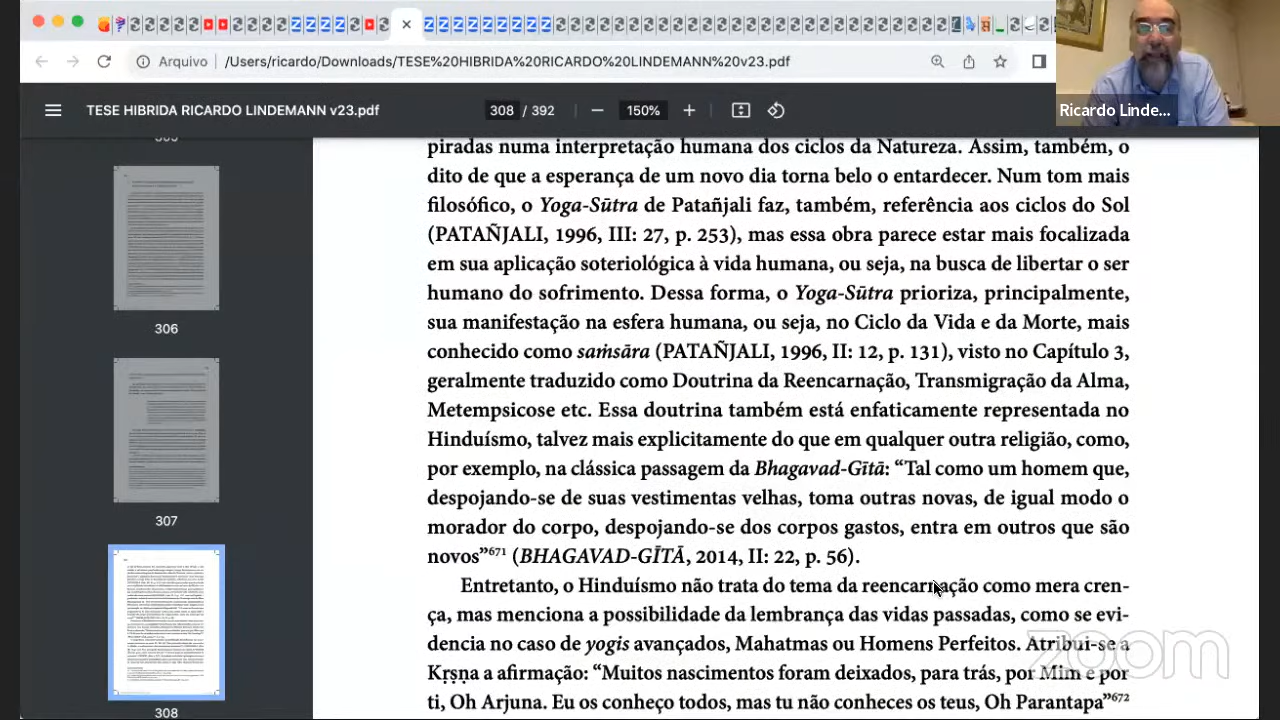 Arquivo
/Users/ricardo/Downloads/TESE%20HIBRIDA%20RICARDO%20LINDEMANN%20v23.pdf
TESE HIBRIDA RICARDO LINDEMANN v23.pdf
308 / 392
150%
Ricardo Linde...
306
307
308
piradas numa interpretação humana dos ciclos da Natureza. Assim, também, o
dito de que a esperança de um novo dia torna belo o entardecer. Num tom mais
filosófico, o Yoga-Sūtra de Patañjali faz, também, referência aos ciclos do Sol
(PATAÑJALI, 1996, III: 27, p. 253), mas essa obra parece estar mais focalizada
em sua aplicação soteriológica à vida humana, ou seja, na busca de libertar o ser
humano do sofrimento. Dessa forma, o Yoga-Sūtra prioriza, principalmente,
sua manifestação na esfera humana, ou seja, no Ciclo da Vida e da Morte, mais
conhecido como saṁsāra (PATAÑJALI, 1996, II: 12, p. 131), visto no Capítulo 3,
geralmente traduzido como Doutrina da Reencarnação, Transmigração da Alma,
Metempsicose etc. Essa doutrina também está enfaticamente representada no
Hinduísmo, talvez mais explicitamente do que em qualquer outra religião, como,
por exemplo, na clássica passagem da Bhagavad-Gītā: “Tal como um homem que,
despojando-se de suas vestimentas velhas, toma outras novas, de igual modo o
morador do corpo, despojando-se dos corpos gastos, entra em outros que são
novos”671 (BHAGAVAD-GĪTĀ, 2014, II: 22, p. 56).
Entretanto, o Hinduísmo não trata do tema da reencarnação como mera cren-
ça, mas menciona a possibilidade da lembrança das vidas passadas, como se evi-
dencia no caso de yogis avançados, Mahatmas ou Homens Perfeitos. Atribui-se a
Kṛṣṇa a afirmação: “Muitos nascimentos foram deixados, para trás, por Mim e por
ti, Oh Arjuna. Eu os conheço todos, mas tu não conheces os teus, Oh Parantapa”672
zoom